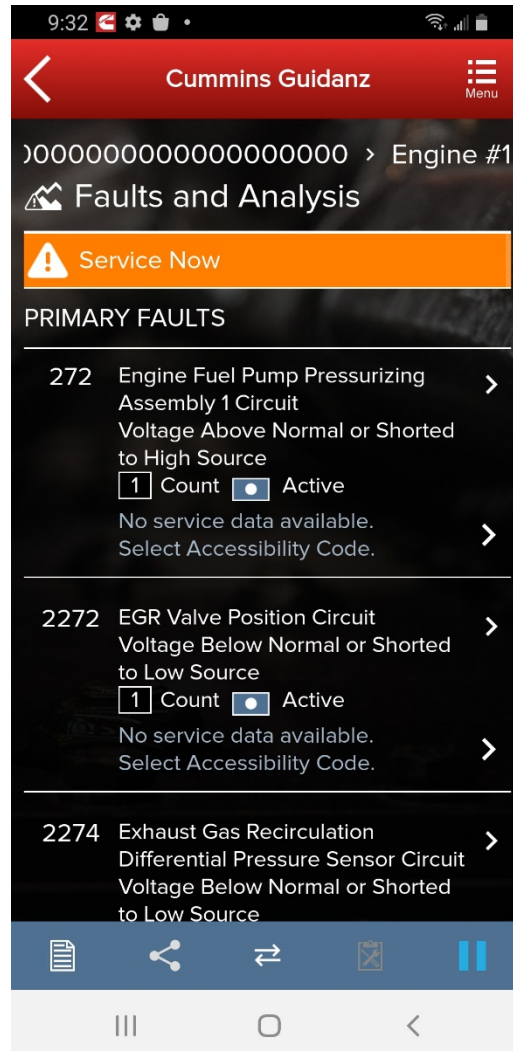 9:32
Cummins Guidanz
Menu
00000000000000000000 > Engine #1
Faults and Analysis
Service Now
PRIMARY FAULTS
272 Engine Fuel Pump Pressurizing
Assembly 1 Circuit
Voltage Above Normal or Shorted
to High Source
1 Count Active
No service data available.
Select Accessibility Code.
2272 EGR Valve Position Circuit
Voltage Below Normal or Shorted
to Low Source
1 Count Active
No service data available.
Select Accessibility Code.
2274 Exhaust Gas Recirculation
Differential Pressure Sensor Circuit
Voltage Below Normal or Shorted
to Low Source